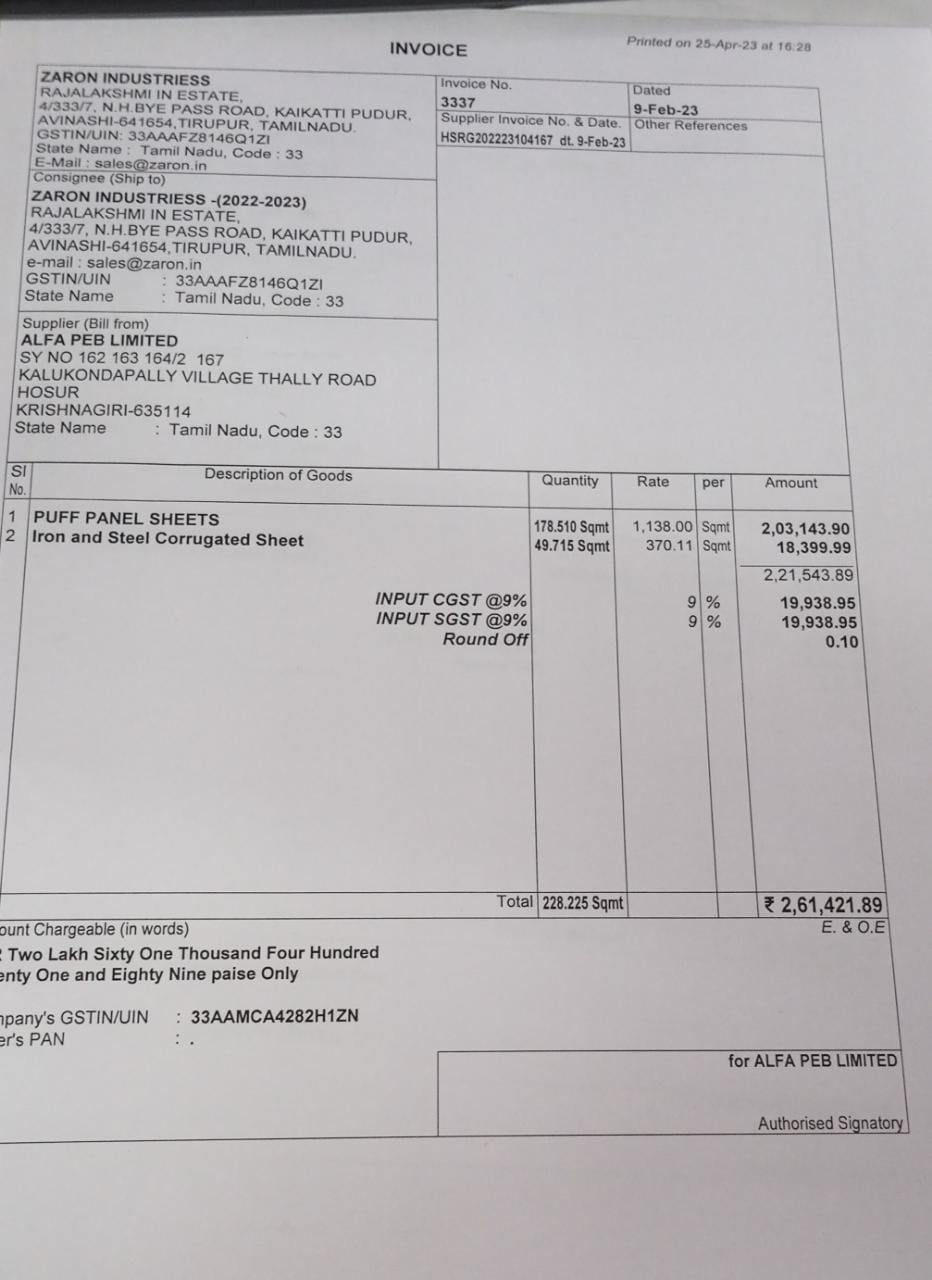 INVOICE
Printed on 25-Apr-23 at 16:28
ZARON INDUSTRIESS
RAJALAKSHMI IN ESTATE,
4/333/7, N.H.BYE PASS ROAD, KAIKATTI PUDUR,
AVINASHI-641654,TIRUPUR, TAMILNADU.
GSTIN/UIN: 33AAAFZ8146Q1ZI
State Name : Tamil Nadu, Code : 33
E-Mail : sales@zaron.in
Invoice No.
3337
Dated
9-Feb-23
Supplier Invoice No. & Date.
HSRG202223104167 dt. 9-Feb-23
Other References
Consignee (Ship to)
ZARON INDUSTRIESS -(2022-2023)
RAJALAKSHMI IN ESTATE,
4/333/7, N.H.BYE PASS ROAD, KAIKATTI PUDUR,
AVINASHI-641654,TIRUPUR, TAMILNADU.
e-mail : sales@zaron.in
GSTIN/UIN : 33AAAFZ8146Q1ZI
State Name : Tamil Nadu, Code : 33
Supplier (Bill from)
ALFA PEB LIMITED
SY NO 162 163 164/2 167
KALUKONDAPALLY VILLAGE THALLY ROAD
HOSUR
KRISHNAGIRI-635114
State Name : Tamil Nadu, Code : 33
Sl No. Description of Goods Quantity Rate per Amount
1 PUFF PANEL SHEETS 178.510 Sqmt 1,138.00 Sqmt 2,03,143.90
2 Iron and Steel Corrugated Sheet 49.715 Sqmt 370.11 Sqmt 18,399.99
2,21,543.89
INPUT CGST @9% 9 % 19,938.95
INPUT SGST @9% 9 % 19,938.95
Round Off 0.10
Total 228.225 Sqmt ₹ 2,61,421.89
ount Chargeable (in words) E. & O.E
Two Lakh Sixty One Thousand Four Hundred
enty One and Eighty Nine paise Only
mpany's GSTIN/UIN : 33AAMCA4282H1ZN
er's PAN : .
for ALFA PEB LIMITED
Authorised Signatory